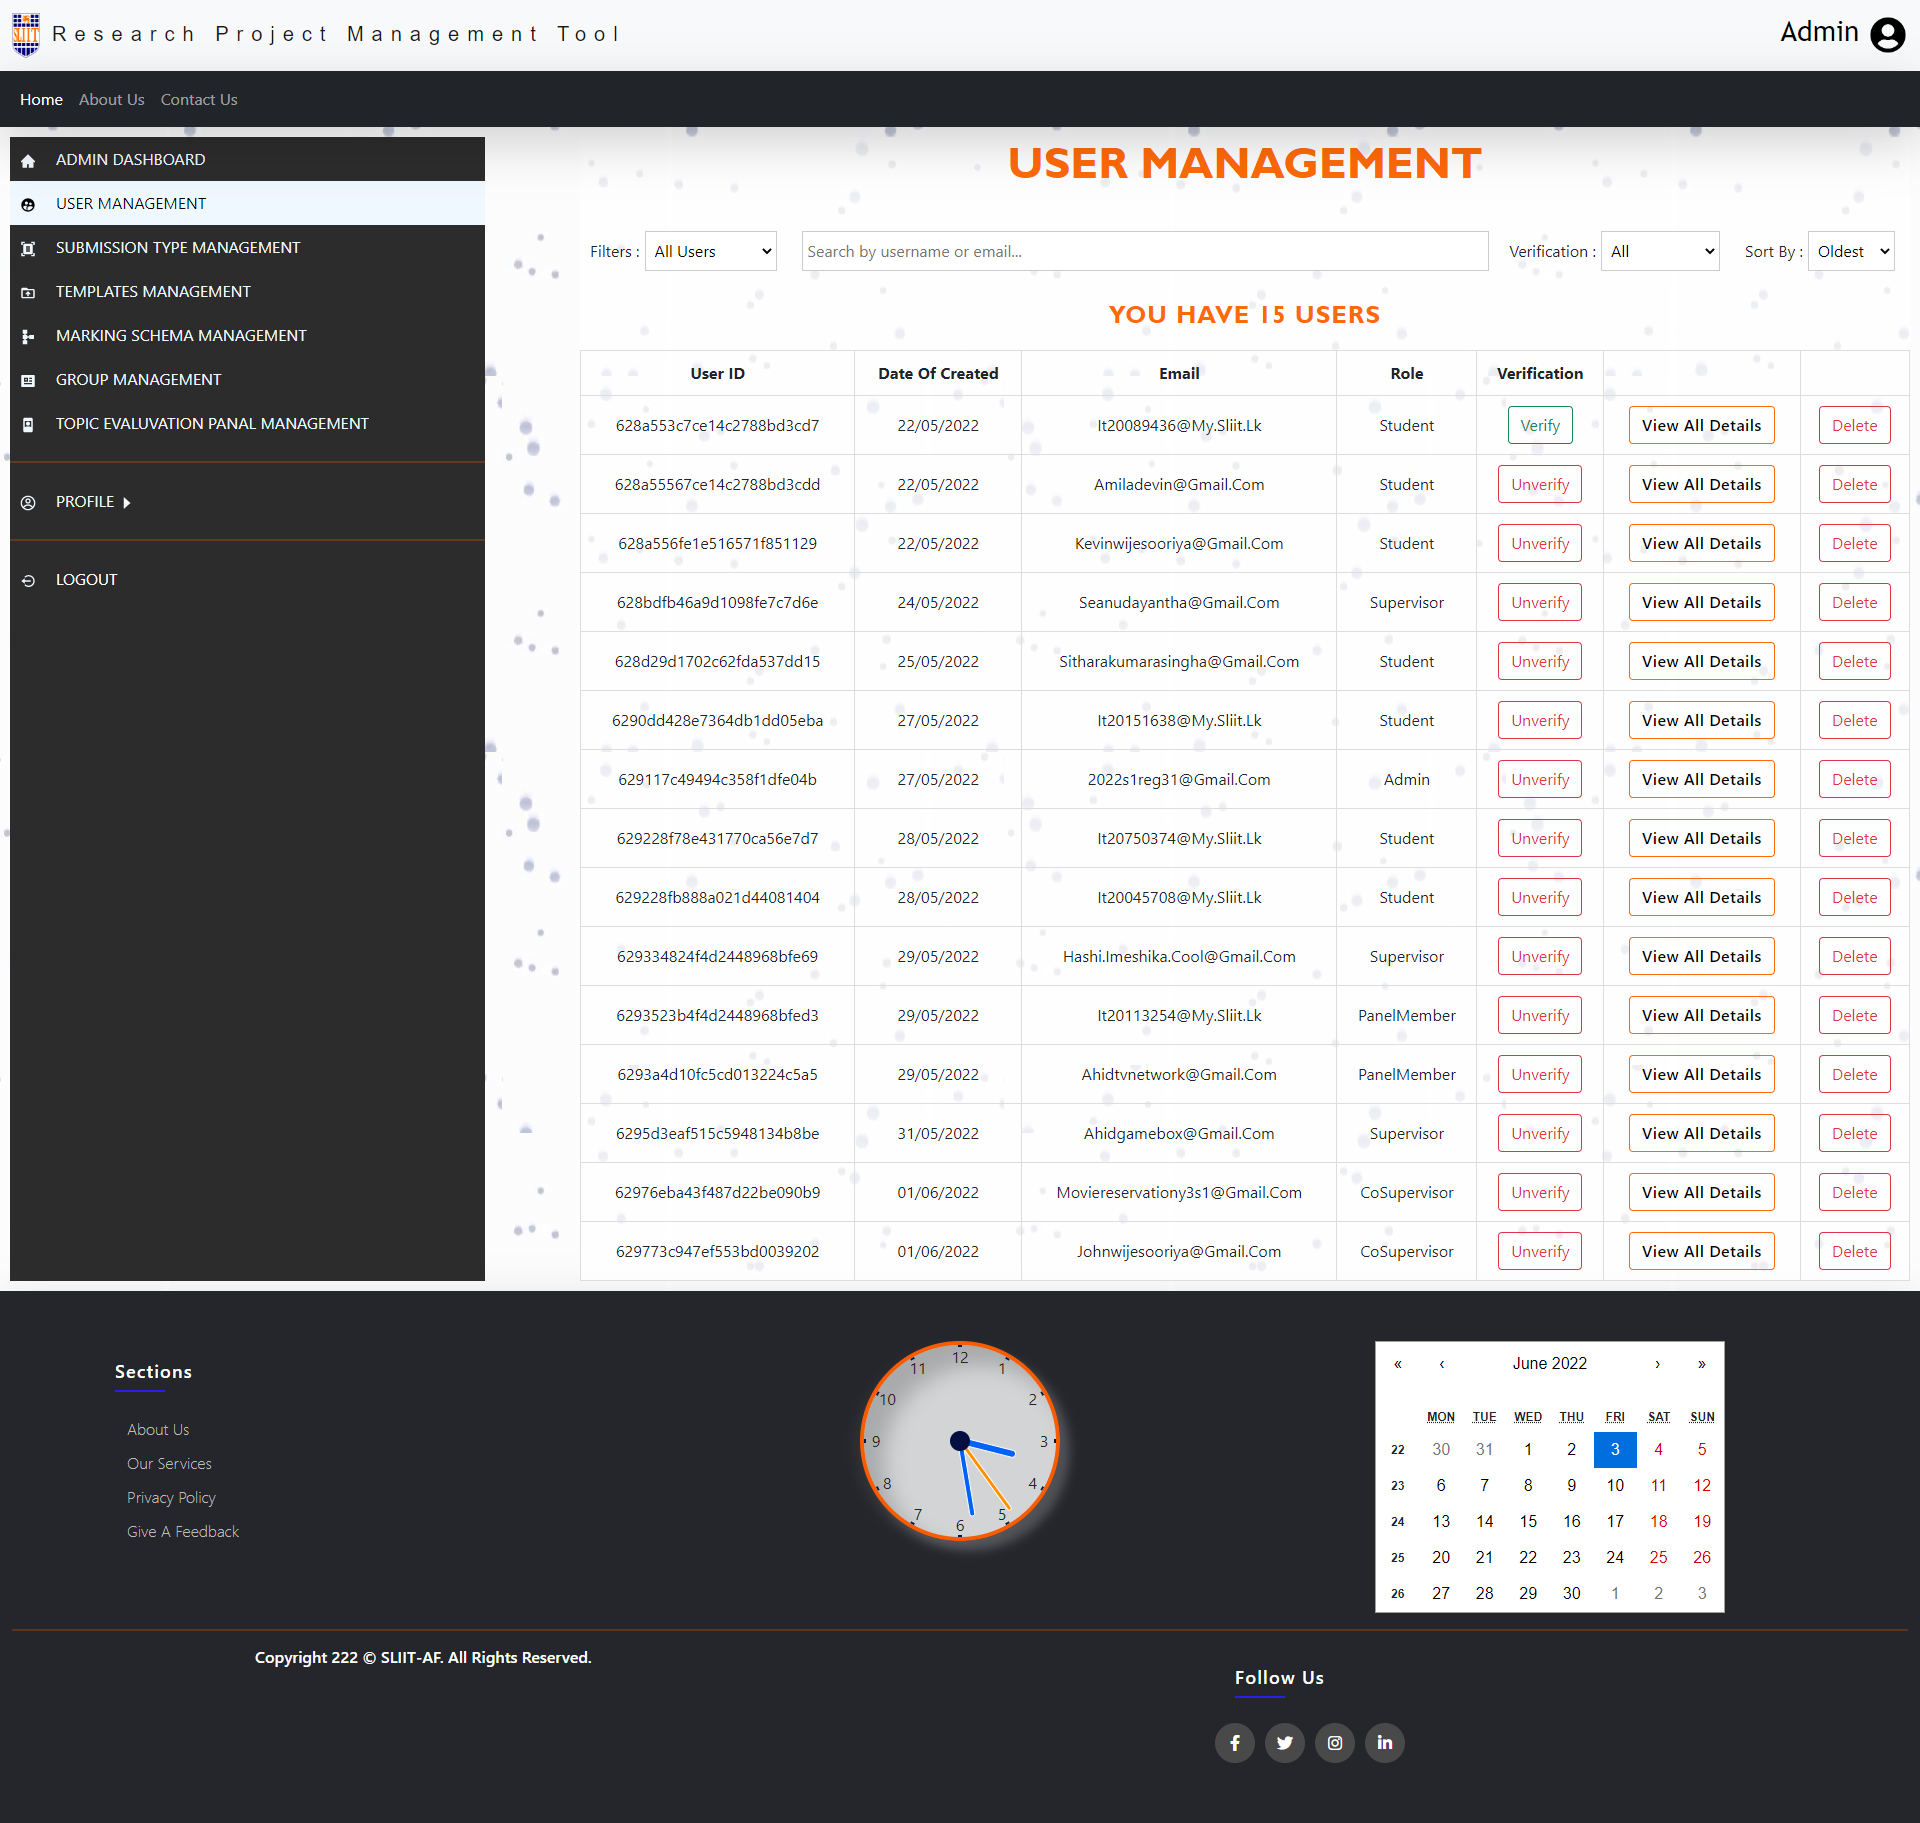 SLIIT Research Project Management Tool Admin
Home About Us Contact Us
ADMIN DASHBOARD
USER MANAGEMENT
SUBMISSION TYPE MANAGEMENT
TEMPLATES MANAGEMENT
MARKING SCHEMA MANAGEMENT
GROUP MANAGEMENT
TOPIC EVALUVATION PANAL MANAGEMENT
PROFILE
LOGOUT
USER MANAGEMENT
Filters : All Users Search by username or email... Verification : All Sort By : Oldest
YOU HAVE 15 USERS
User ID Date Of Created Email Role Verification
628a553c7ce14c2788bd3cd7 22/05/2022 It20089436@My.Sliit.Lk Student Verify View All Details Delete
628a55567ce14c2788bd3cdd 22/05/2022 Amiladevin@Gmail.Com Student Unverify View All Details Delete
628a556fe1e516571f851129 22/05/2022 Kevinwijesooriya@Gmail.Com Student Unverify View All Details Delete
628bdfb46a9d1098fe7c7d6e 24/05/2022 Seanudayantha@Gmail.Com Supervisor Unverify View All Details Delete
628d29d1702c62fda537dd15 25/05/2022 Sitharakumarasingha@Gmail.Com Student Unverify View All Details Delete
6290dd428e7364db1dd05eba 27/05/2022 It20151638@My.Sliit.Lk Student Unverify View All Details Delete
629117c49494c358f1dfe04b 27/05/2022 2022s1reg31@Gmail.Com Admin Unverify View All Details Delete
629228f78e431770ca56e7d7 28/05/2022 It20750374@My.Sliit.Lk Student Unverify View All Details Delete
629228fb888a021d44081404 28/05/2022 It20045708@My.Sliit.Lk Student Unverify View All Details Delete
629334824f4d2448968bfe69 29/05/2022 Hashi.Imeshika.Cool@Gmail.Com Supervisor Unverify View All Details Delete
6293523b4f4d2448968bfed3 29/05/2022 It20113254@My.Sliit.Lk PanelMember Unverify View All Details Delete
6293a4d10fc5cd013224c5a5 29/05/2022 Ahidtvnetwork@Gmail.Com PanelMember Unverify View All Details Delete
6295d3eaf515c5948134b8be 31/05/2022 Ahidgamebox@Gmail.Com Supervisor Unverify View All Details Delete
62976eba43f487d22be090b9 01/06/2022 Moviereservationy3s1@Gmail.Com CoSupervisor Unverify View All Details Delete
629773c947ef553bd0039202 01/06/2022 Johnwijesooriya@Gmail.Com CoSupervisor Unverify View All Details Delete
Sections
About Us
Our Services
Privacy Policy
Give A Feedback
12 1 2 3 4 5 6 7 8 9 10 11
« ‹ June 2022 › »
MON TUE WED THU FRI SAT SUN
22 30 31 1 2 3 4 5
23 6 7 8 9 10 11 12
24 13 14 15 16 17 18 19
25 20 21 22 23 24 25 26
26 27 28 29 30 1 2 3
Copyright 222 © SLIIT-AF. All Rights Reserved.
Follow Us